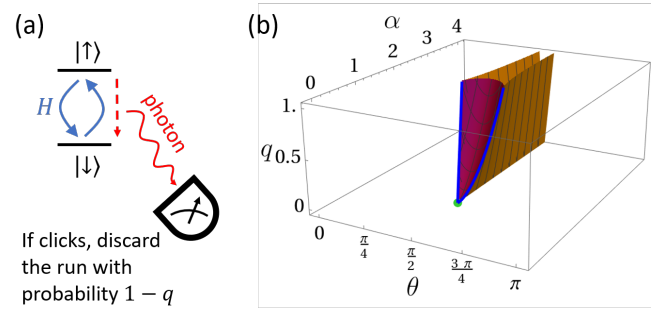 (a)
|↑⟩
H
|↓⟩
photon
If clicks, discard
the run with
probability 1 − q
(b)
α
0 1 2 3 4
1.
q 0.5
0
0 π/4 π/2 3π/4 π
θ